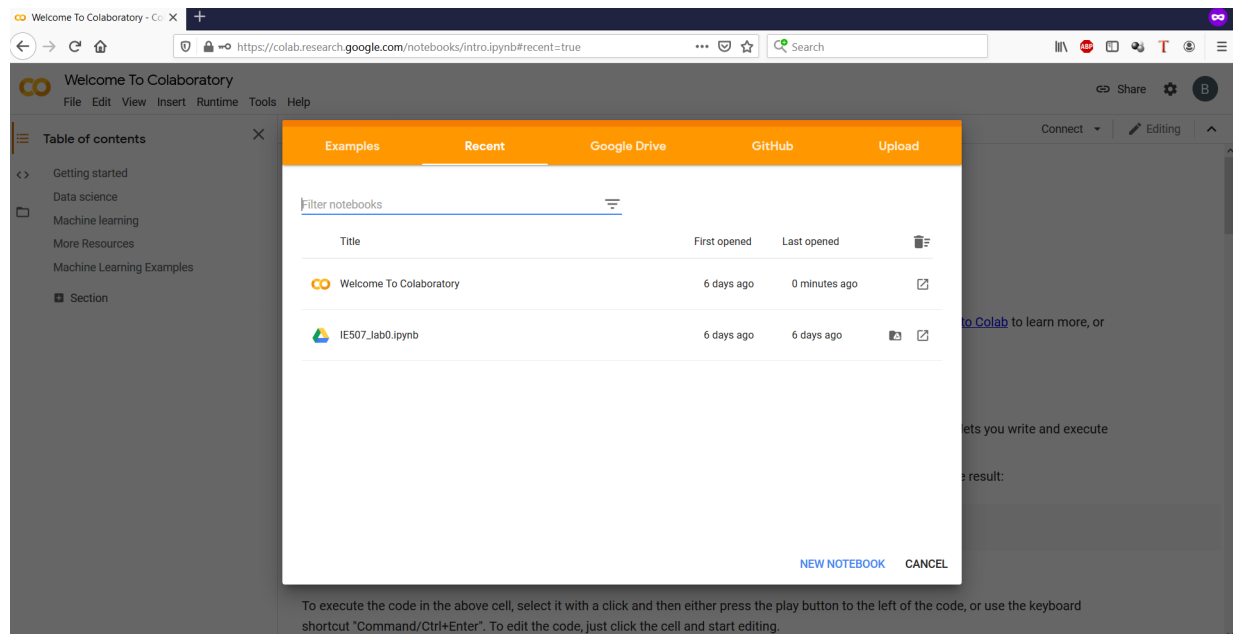 Welcome To Colaboratory - Co
https://colab.research.google.com/notebooks/intro.ipynb#recent=true
Search
ABP
T
CO Welcome To Colaboratory
File Edit View Insert Runtime Tools Help
Share
B
Table of contents
Connect
Editing
Getting started
Data science
Machine learning
More Resources
Machine Learning Examples
Section
Examples Recent Google Drive GitHub Upload
Filter notebooks
Title First opened Last opened
Welcome To Colaboratory 6 days ago 0 minutes ago
IE507_lab0.ipynb 6 days ago 6 days ago
NEW NOTEBOOK CANCEL
to Colab to learn more, or
lets you write and execute
e result:
To execute the code in the above cell, select it with a click and then either press the play button to the left of the code, or use the keyboard
shortcut "Command/Ctrl+Enter". To edit the code, just click the cell and start editing.